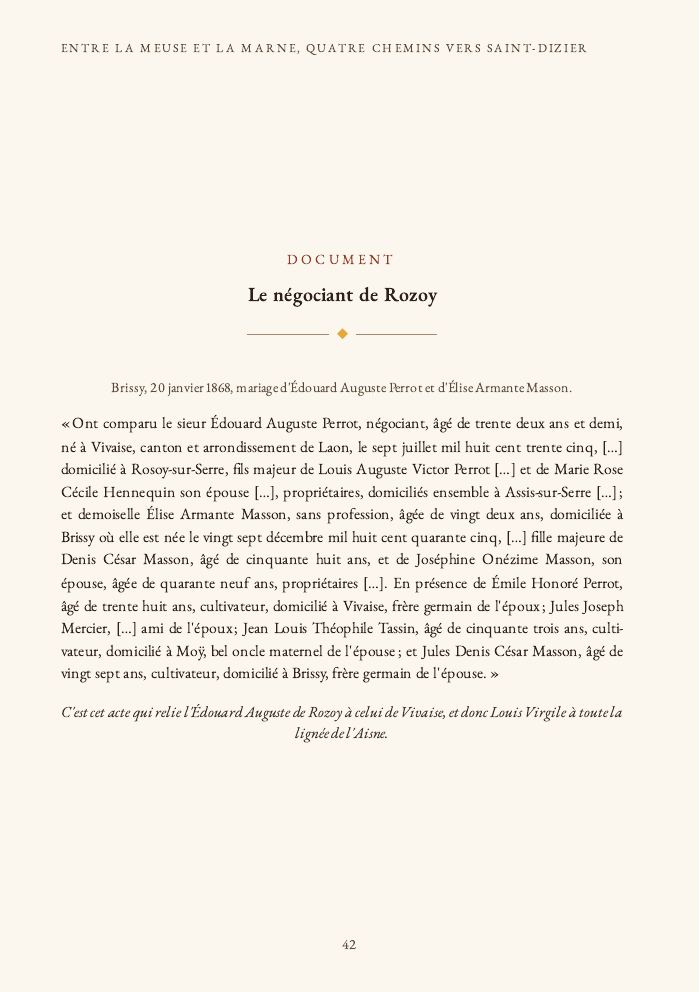 ENTRE LA MEUSE ET LA MARNE, QUATRE CHEMINS VERS SAINT-DIZIER
DOCUMENT
Le négociant de Rozoy
Brissy, 20 janvier 1868, mariage d'Édouard Auguste Perrot et d'Élise Armante Masson.
« Ont comparu le sieur Édouard Auguste Perrot, négociant, âgé de trente deux ans et demi,
né à Vivaise, canton et arrondissement de Laon, le sept juillet mil huit cent trente cinq, [...]
domicilié à Rosoy-sur-Serre, fils majeur de Louis Auguste Victor Perrot [...] et de Marie Rose
Cécile Hennequin son épouse [...], propriétaires, domiciliés ensemble à Assis-sur-Serre [...] ;
et demoiselle Élise Armante Masson, sans profession, âgée de vingt deux ans, domiciliée à
Brissy où elle est née le vingt sept décembre mil huit cent quarante cinq, [...] fille majeure de
Denis César Masson, âgé de cinquante huit ans, et de Joséphine Onézime Masson, son
épouse, âgée de quarante neuf ans, propriétaires [...]. En présence de Émile Honoré Perrot,
âgé de trente huit ans, cultivateur, domicilié à Vivaise, frère germain de l'époux ; Jules Joseph
Mercier, [...] ami de l'époux ; Jean Louis Théophile Tassin, âgé de cinquante trois ans, culti-
vateur, domicilié à Moÿ, bel oncle maternel de l'épouse ; et Jules Denis César Masson, âgé de
vingt sept ans, cultivateur, domicilié à Brissy, frère germain de l'épouse. »
C'est cet acte qui relie l'Édouard Auguste de Rozoy à celui de Vivaise, et donc Louis Virgile à toute la
lignée de l'Aisne.
42